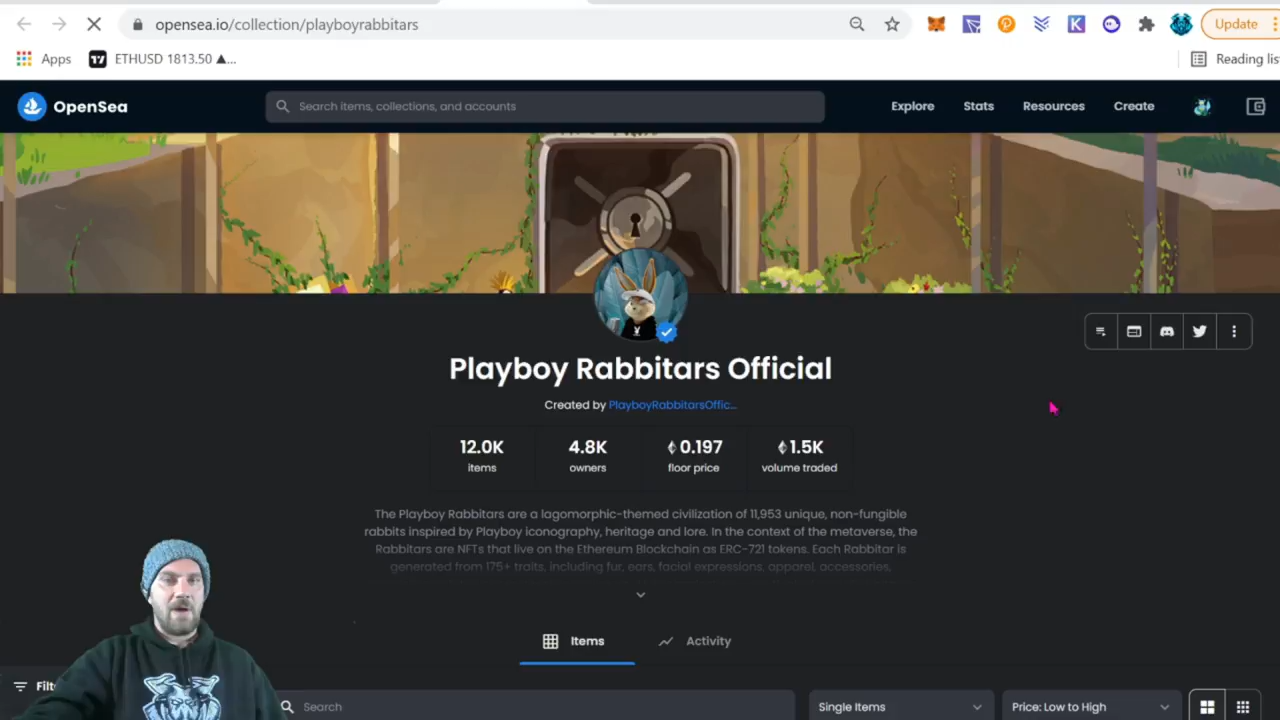 opensea.io/collection/playboyrabbitars
Update
Apps
ETHUSD 1813.50 ▲...
Reading lis
OpenSea
Search items, collections, and accounts
Explore
Stats
Resources
Create
Playboy Rabbitars Official
Created by PlayboyRabbitarsOffic...
12.0K
4.8K
0.197
1.5K
items
owners
floor price
volume traded
The Playboy Rabbitars are a lagomorphic-themed civilization of 11,953 unique, non-fungible
rabbits inspired by Playboy iconography, heritage and lore. In the context of the metaverse, the
Rabbitars are NFTs that live on the Ethereum Blockchain as ERC-721 tokens. Each Rabbitar is
generated from 175+ traits, including fur, ears, facial expressions, apparel, accessories,
Items
Activity
Filt
Search
Single Items
Price: Low to High